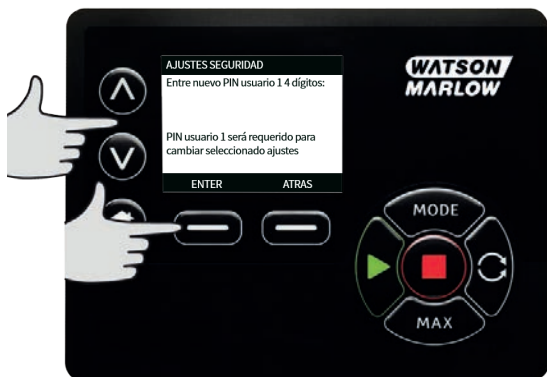 AJUSTES SEGURIDAD
Entre nuevo PIN usuario 1 4 dígitos:
PIN usuario 1 será requerido para
cambiar seleccionado ajustes
ENTER ATRAS
WATSON
MARLOW
MODE
MAX